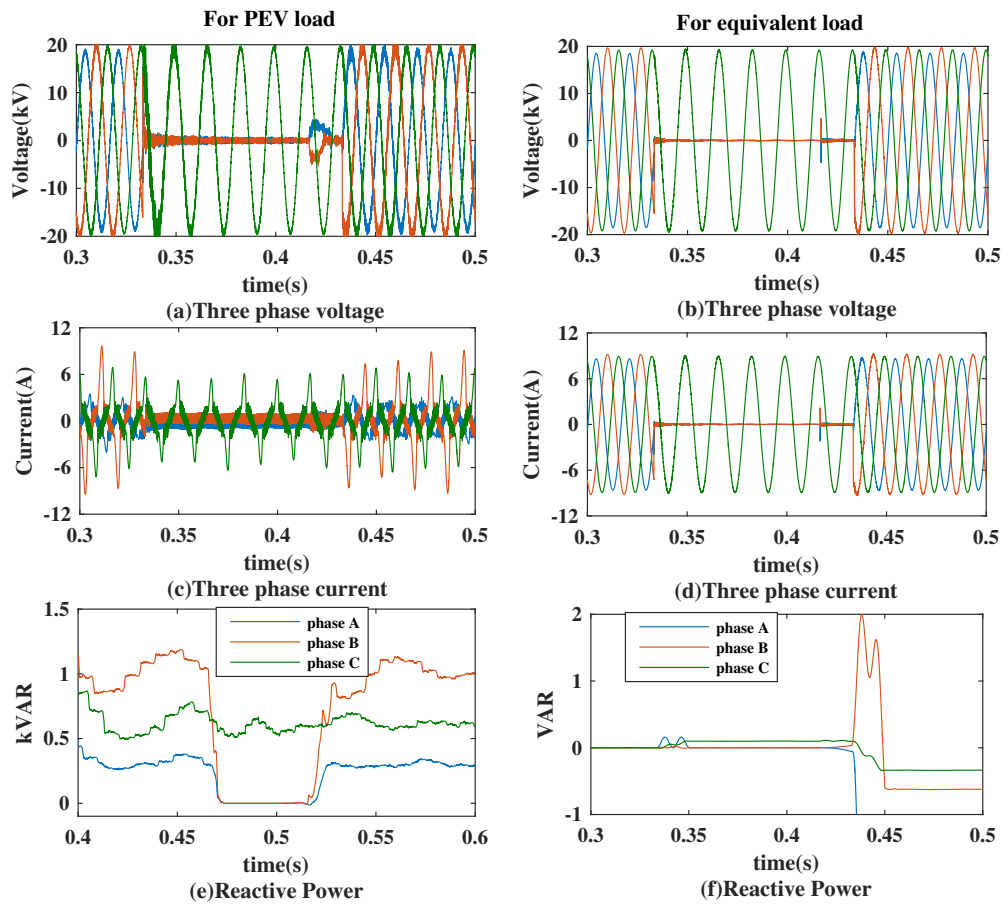 For PEV load
For equivalent load
Voltage(kV)
20
10
0
-10
-20
0.3 0.35 0.4 0.45 0.5
time(s)
(a)Three phase voltage
Voltage(kV)
20
10
0
-10
-20
0.3 0.35 0.4 0.45 0.5
time(s)
(b)Three phase voltage
Current(A)
12
6
0
-6
-12
0.3 0.35 0.4 0.45 0.5
time(s)
(c)Three phase current
Current(A)
12
6
0
-6
-12
0.3 0.35 0.4 0.45 0.5
time(s)
(d)Three phase current
kVAR
1.5
1
0.5
0
phase A
phase B
phase C
0.4 0.45 0.5 0.55 0.6
time(s)
(e)Reactive Power
VAR
2
1
0
-1
phase A
phase B
phase C
0.3 0.35 0.4 0.45 0.5
time(s)
(f)Reactive Power